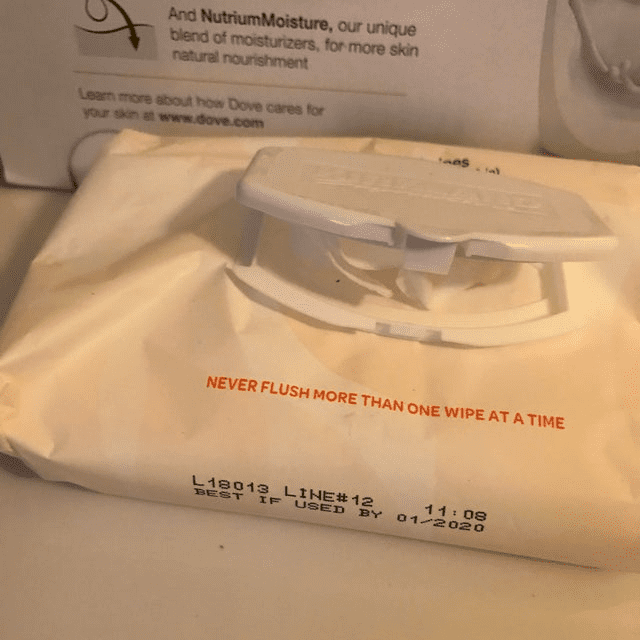 And NutriumMoisture, our unique
blend of moisturizers, for more skin
natural nourishment
Learn more about how Dove cares for
your skin at www.dove.com
NEVER FLUSH MORE THAN ONE WIPE AT A TIME
L18013 LINE#12 11:08
BEST IF USED BY 01/2020